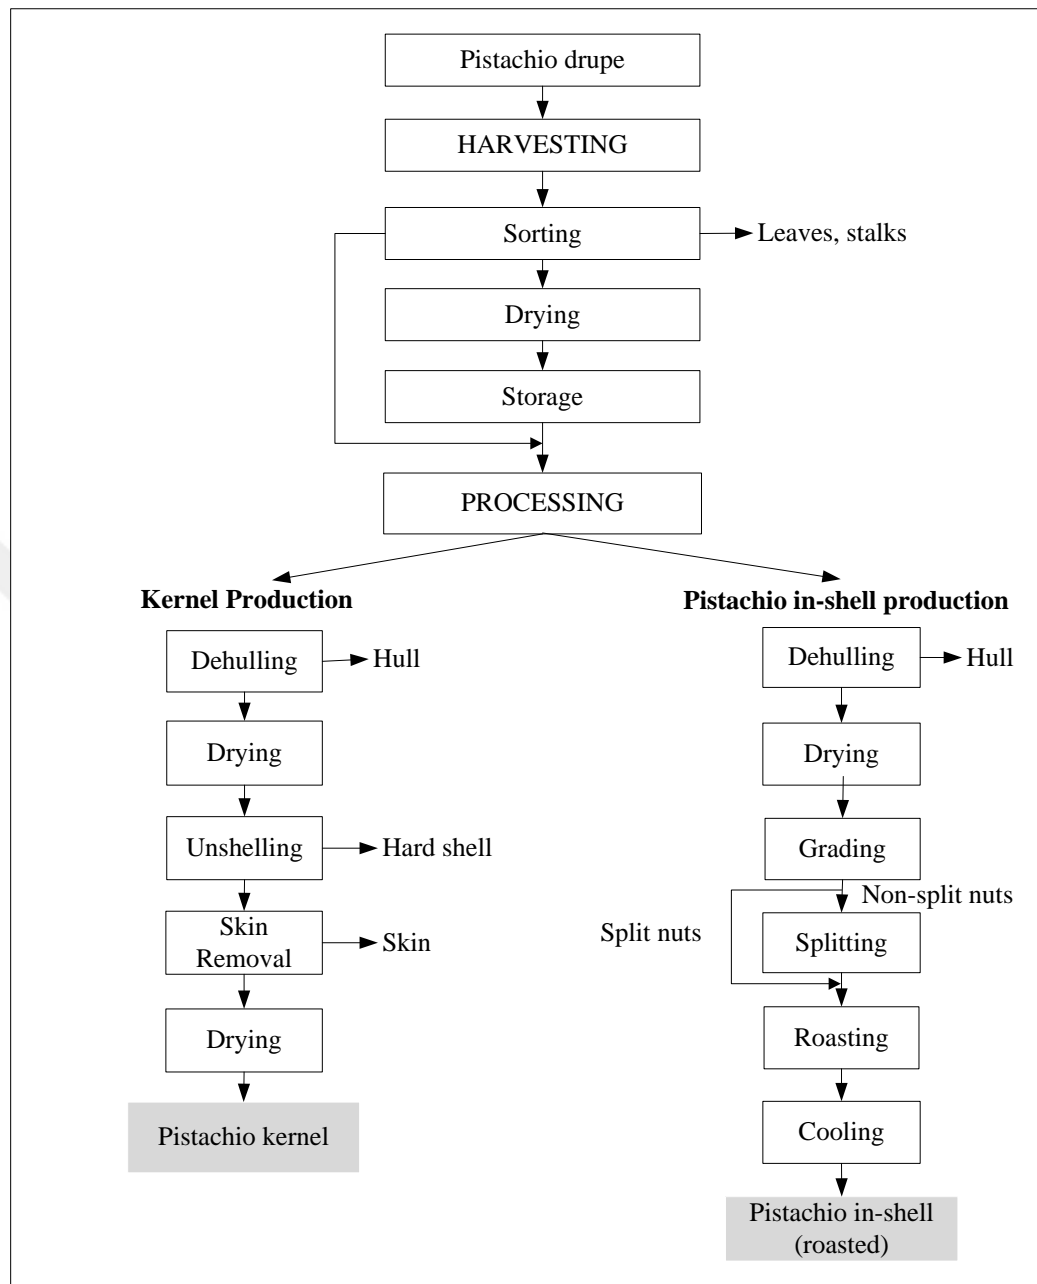 Pistachio drupe
HARVESTING
Sorting
Leaves, stalks
Drying
Storage
PROCESSING
Kernel Production
Dehulling
Hull
Drying
Unshelling
Hard shell
Skin
Removal
Skin
Drying
Pistachio kernel
Pistachio in-shell production
Dehulling
Hull
Drying
Grading
Non-split nuts
Split nuts
Splitting
Roasting
Cooling
Pistachio in-shell
(roasted)